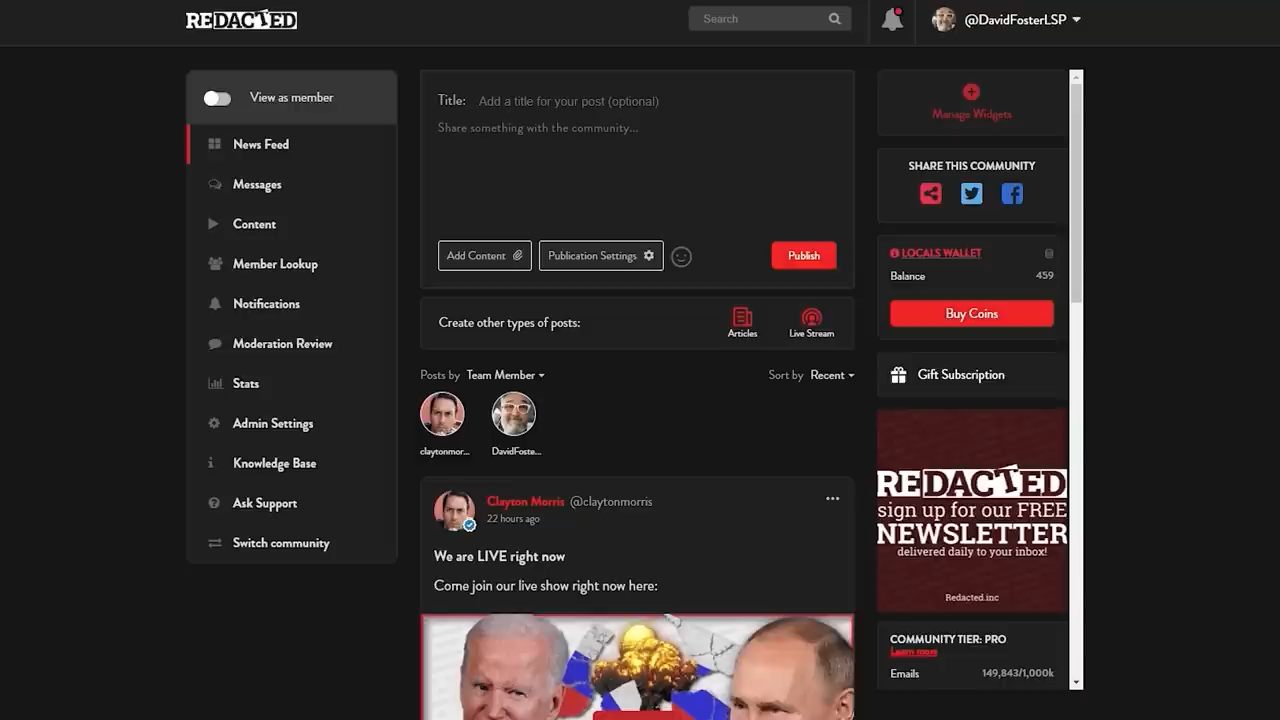 REDACTED
Search
@DavidFosterLSP
View as member
News Feed
Messages
Content
Member Lookup
Notifications
Moderation Review
Stats
Admin Settings
Knowledge Base
Ask Support
Switch community
Title: Add a title for your post (optional)
Share something with the community...
Add Content
Publication Settings
Publish
Create other types of posts:
Articles
Live Stream
Posts by Team Member
Sort by Recent
claytonmor...
DavidFoste...
Clayton Morris @claytonmorris
22 hours ago
We are LIVE right now
Come join our live show right now here:
Manage Widgets
SHARE THIS COMMUNITY
LOCALS WALLET
Balance 459
Buy Coins
Gift Subscription
REDACTED
sign up for our FREE
NEWSLETTER
delivered daily to your inbox!
Redacted.inc
COMMUNITY TIER: PRO
Learn more
Emails 149,843/1,000k